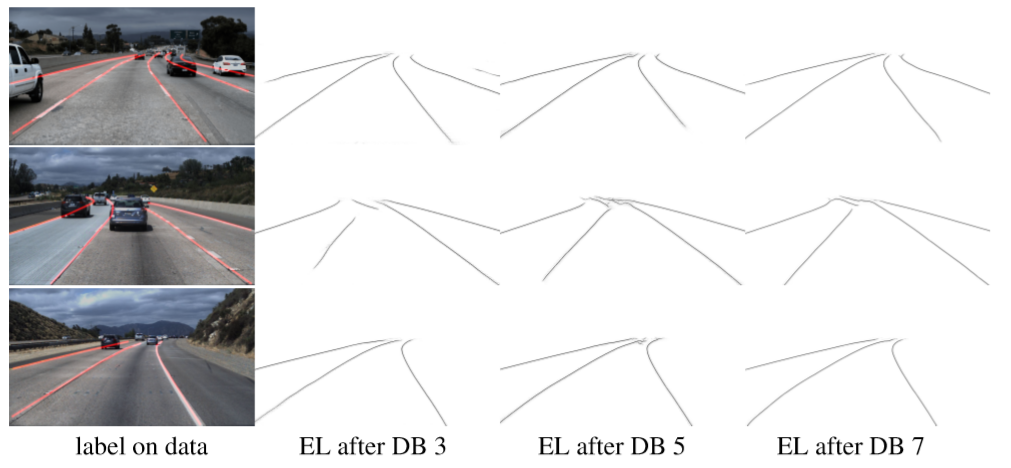 label on data
EL after DB 3
EL after DB 5
EL after DB 7